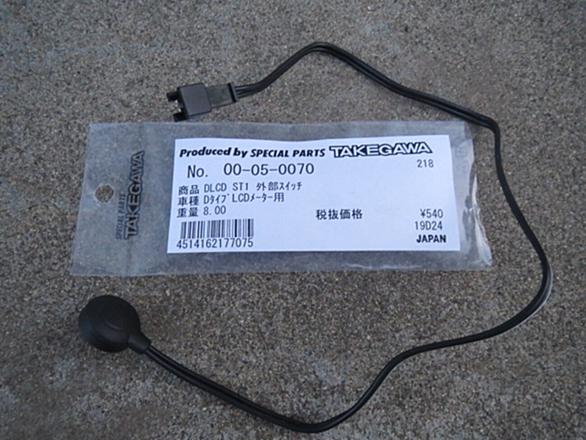 Produced by SPECIAL PARTS TAKEGAWA
No. 00-05-0070
218
商品 DLCD ST1 外部スイッチ
車種 DタイプLCDメーター用
重量 8.00
税抜価格 ¥540
19D24
4514162177075
JAPAN
SPECIAL PARTS
TAKEGAWA